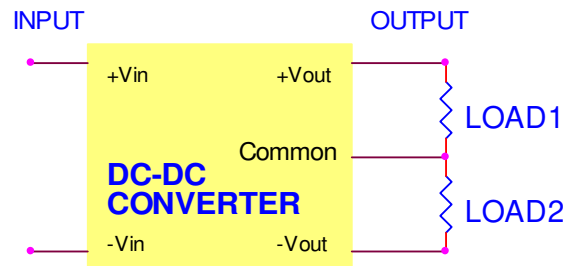 INPUT OUTPUT
+Vin +Vout
LOAD1
Common
DC-DC
CONVERTER
LOAD2
-Vin -Vout